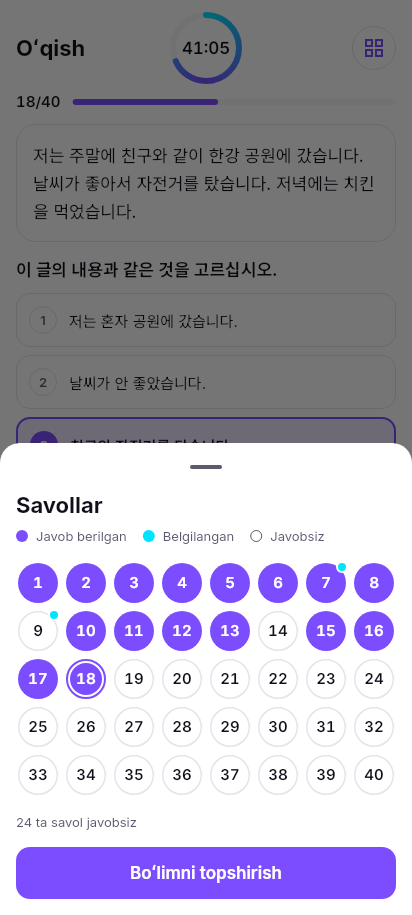 Oʻqish
41:05
18/40
저는 주말에 친구와 같이 한강 공원에 갔습니다.
날씨가 좋아서 자전거를 탔습니다. 저녁에는 치킨
을 먹었습니다.
이 글의 내용과 같은 것을 고르십시오.
1 저는 혼자 공원에 갔습니다.
2 날씨가 안 좋았습니다.
Savollar
Javob berilgan Belgilangan Javobsiz
1 2 3 4 5 6 7 8
9 10 11 12 13 14 15 16
17 18 19 20 21 22 23 24
25 26 27 28 29 30 31 32
33 34 35 36 37 38 39 40
24 ta savol javobsiz
Boʻlimni topshirish